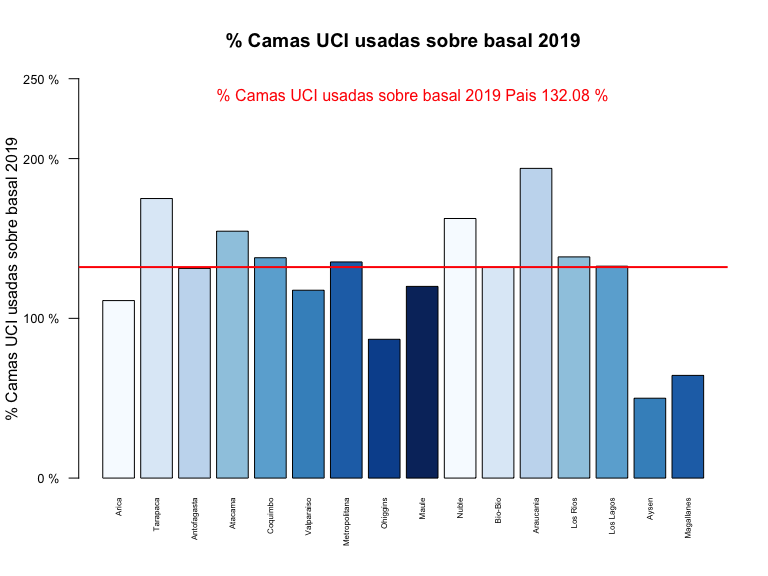 % Camas UCI usadas sobre basal 2019
% Camas UCI usadas sobre basal 2019 Pais 132.08 %
% Camas UCI usadas sobre basal 2019
250 %
200 %
100 %
0 %
Arica
Tarapaca
Antofagasta
Atacama
Coquimbo
Valparaiso
Metropolitana
Ohiggins
Maule
Nuble
Bio-Bio
Araucania
Los Rios
Los Lagos
Aysen
Magallanes